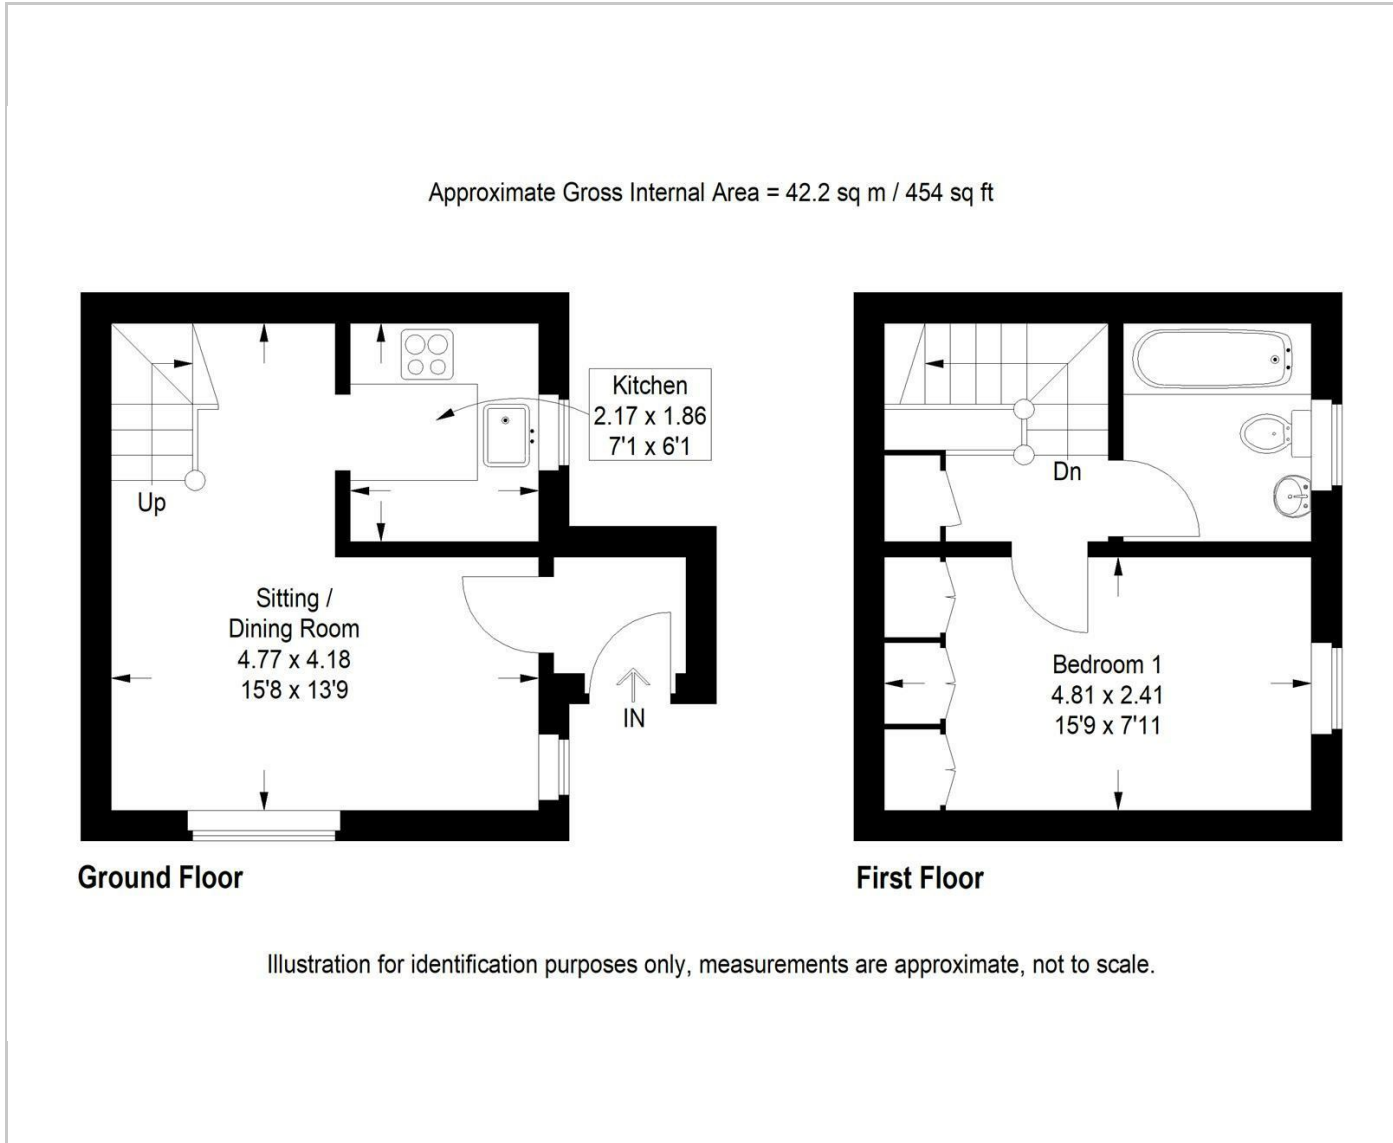 Approximate Gross Internal Area = 42.2 sq m / 454 sq ft
Kitchen
2.17 x 1.86
7'1 x 6'1
Up
Sitting /
Dining Room
4.77 x 4.18
15'8 x 13'9
IN
Ground Floor
Dn
Bedroom 1
4.81 x 2.41
15'9 x 7'11
First Floor
Illustration for identification purposes only, measurements are approximate, not to scale.